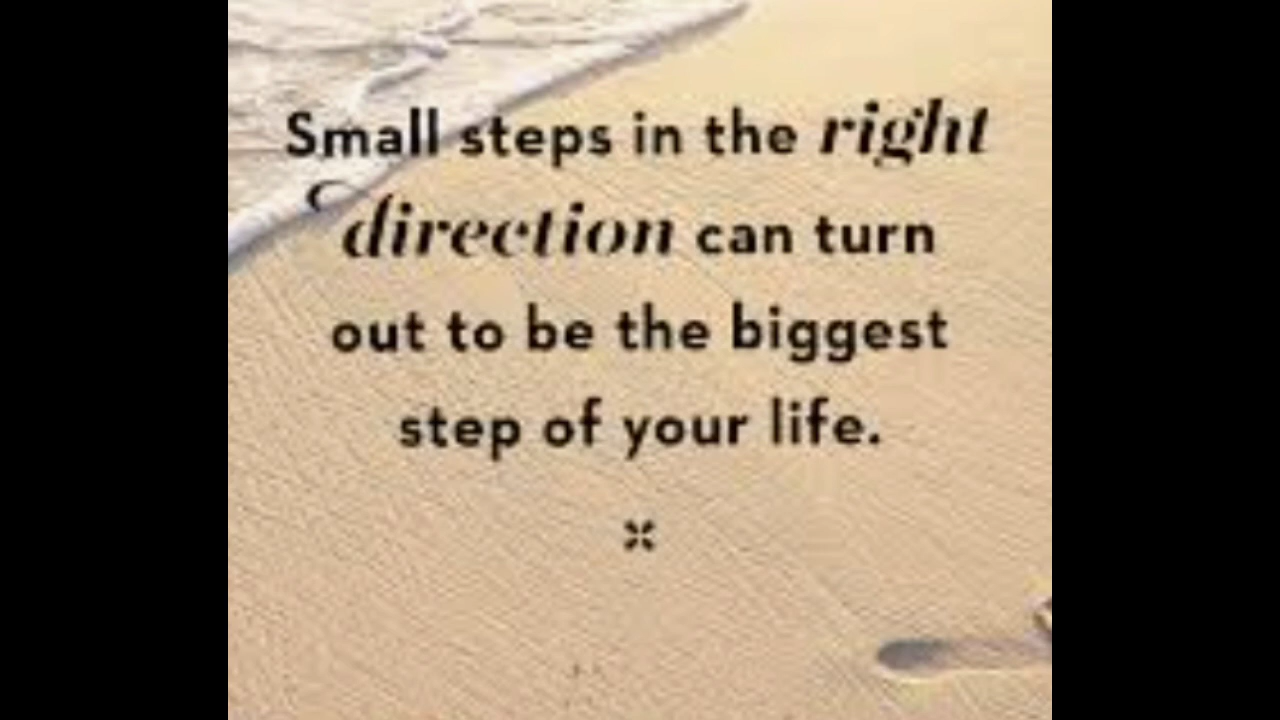 Small steps in the right
direction can turn
out to be the biggest
step of your life.